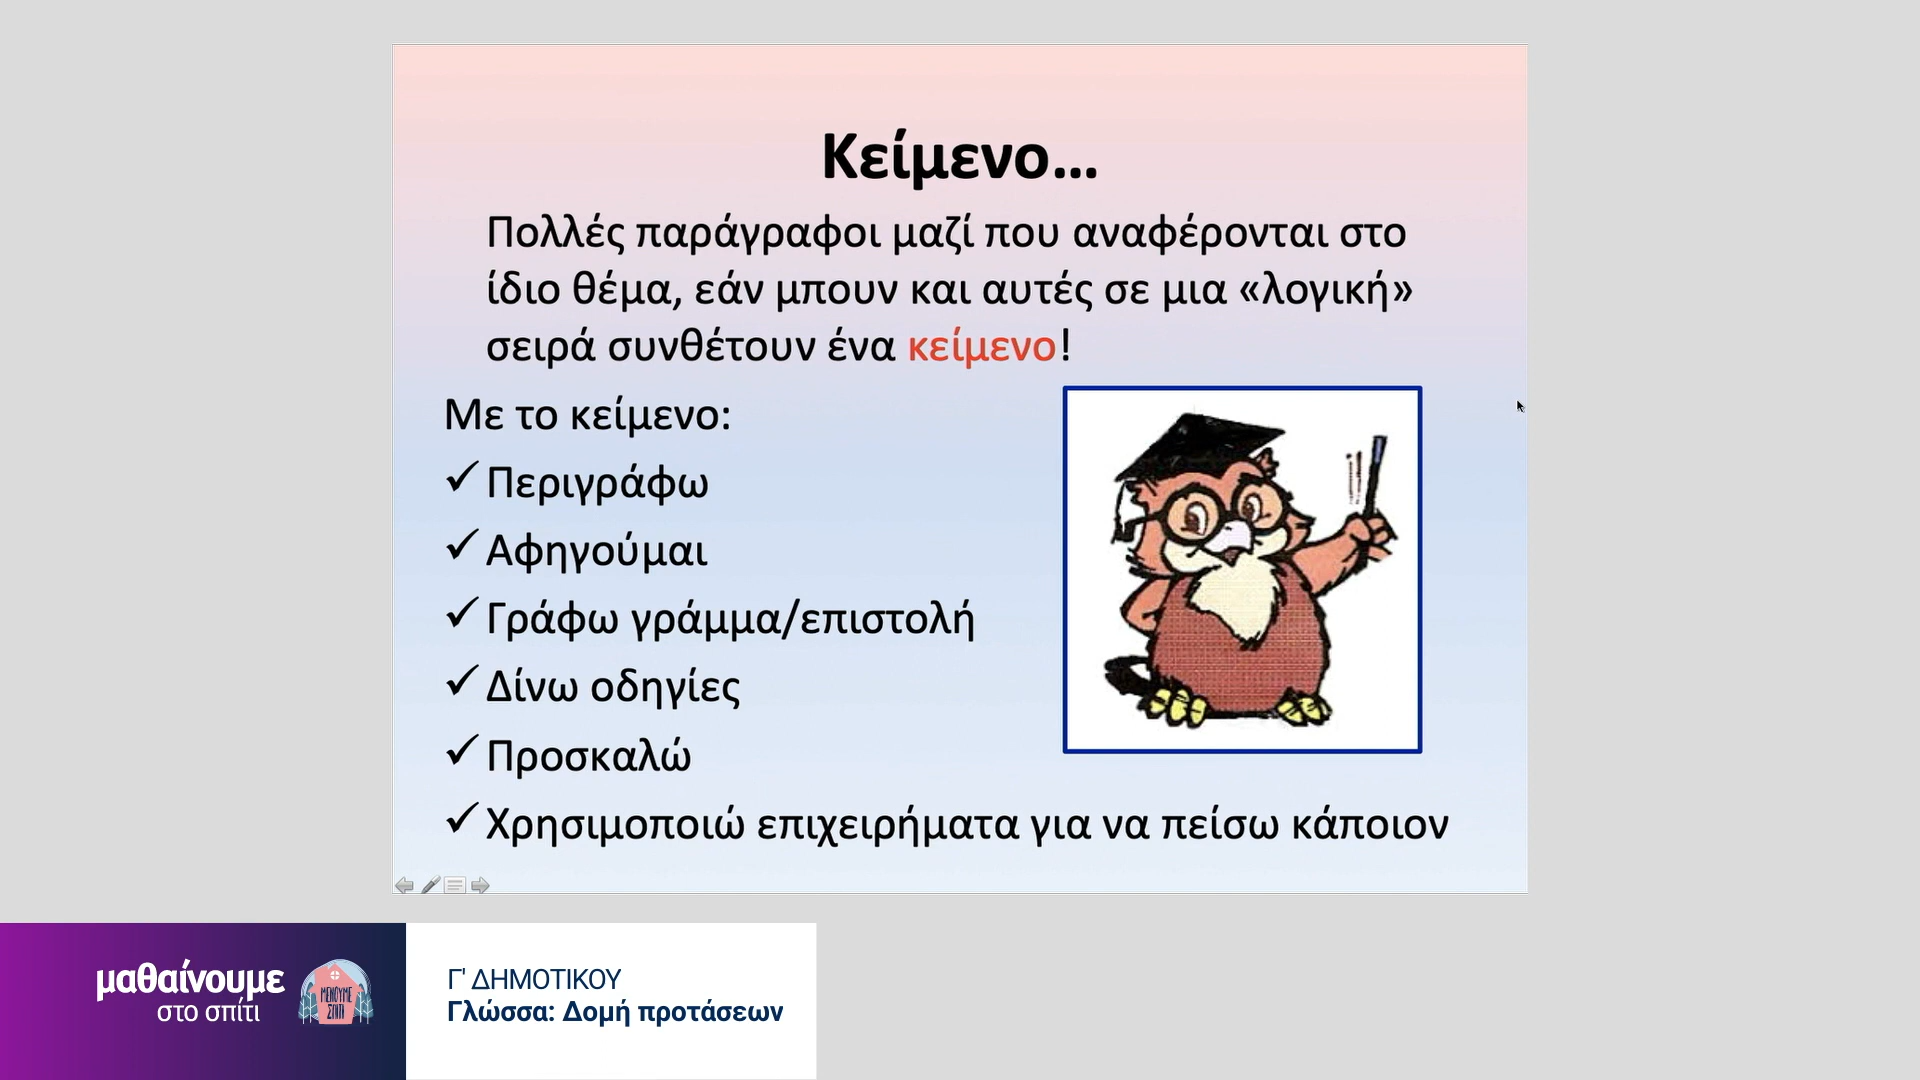 Κείμενο...
Πολλές παράγραφοι μαζί που αναφέρονται στο
ίδιο θέμα, εάν μπουν και αυτές σε μια «λογική»
σειρά συνθέτουν ένα κείμενο!
Με το κείμενο:
✓ Περιγράφω
✓ Αφηγούμαι
✓ Γράφω γράμμα/επιστολή
✓ Δίνω οδηγίες
✓ Προσκαλώ
✓ Χρησιμοποιώ επιχειρήματα για να πείσω κάποιον
μαθαίνουμε
στο σπίτι
ΜΕΝΟΥΜΕ
ΣΠΙΤΙ
Γ' ΔΗΜΟΤΙΚΟΥ
Γλώσσα: Δομή προτάσεων